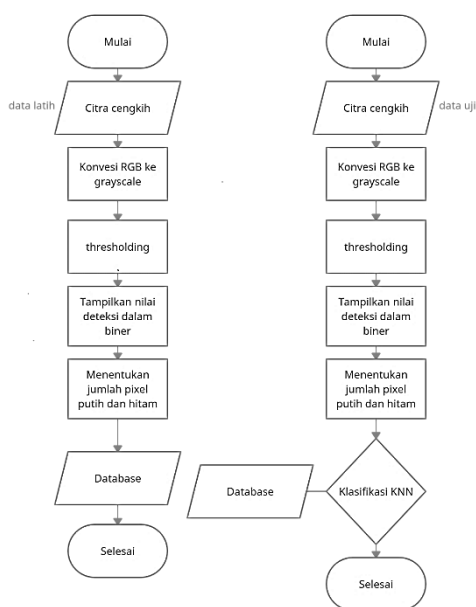 Mulai
data latih
Citra cengkih
Konvesi RGB ke
grayscale
thresholding
Tampilkan nilai
deteksi dalam
biner
Menentukan
jumlah pixel
putih dan hitam
Database
Selesai
Mulai
Citra cengkih
data uji
Konvesi RGB ke
grayscale
thresholding
Tampilkan nilai
deteksi dalam
biner
Menentukan
jumlah pixel
putih dan hitam
Database
Klasifikasi KNN
Selesai